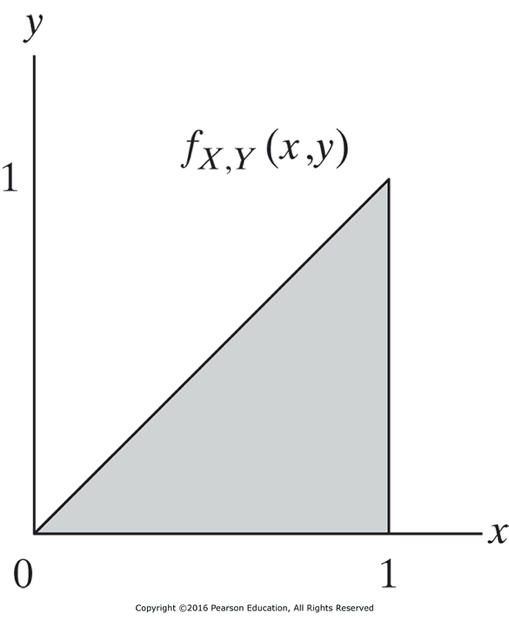 y
f_{X,Y} (x,y)
1
x
0
1
Copyright ©2016 Pearson Education, All Rights Reserved